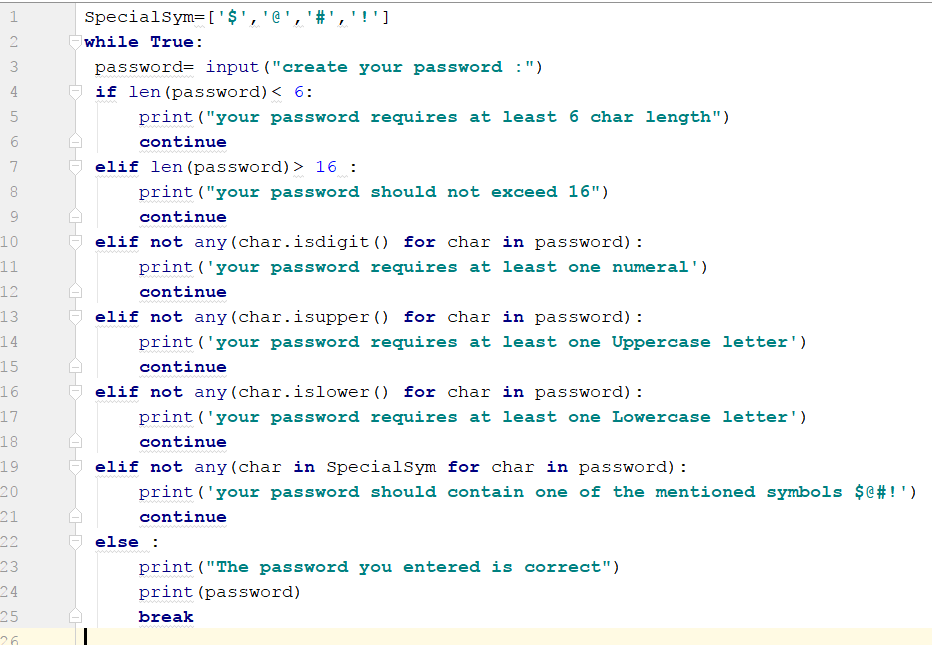 1 SpecialSym=['$','@','#','!']
2 while True:
3 password= input("create your password :")
4 if len(password)< 6:
5 print("your password requires at least 6 char length")
6 continue
7 elif len(password)> 16 :
8 print("your password should not exceed 16")
9 continue
10 elif not any(char.isdigit() for char in password):
11 print('your password requires at least one numeral')
12 continue
13 elif not any(char.isupper() for char in password):
14 print('your password requires at least one Uppercase letter')
15 continue
16 elif not any(char.islower() for char in password):
17 print('your password requires at least one Lowercase letter')
18 continue
19 elif not any(char in SpecialSym for char in password):
20 print('your password should contain one of the mentioned symbols $@#!')
21 continue
22 else :
23 print("The password you entered is correct")
24 print(password)
25 break
26